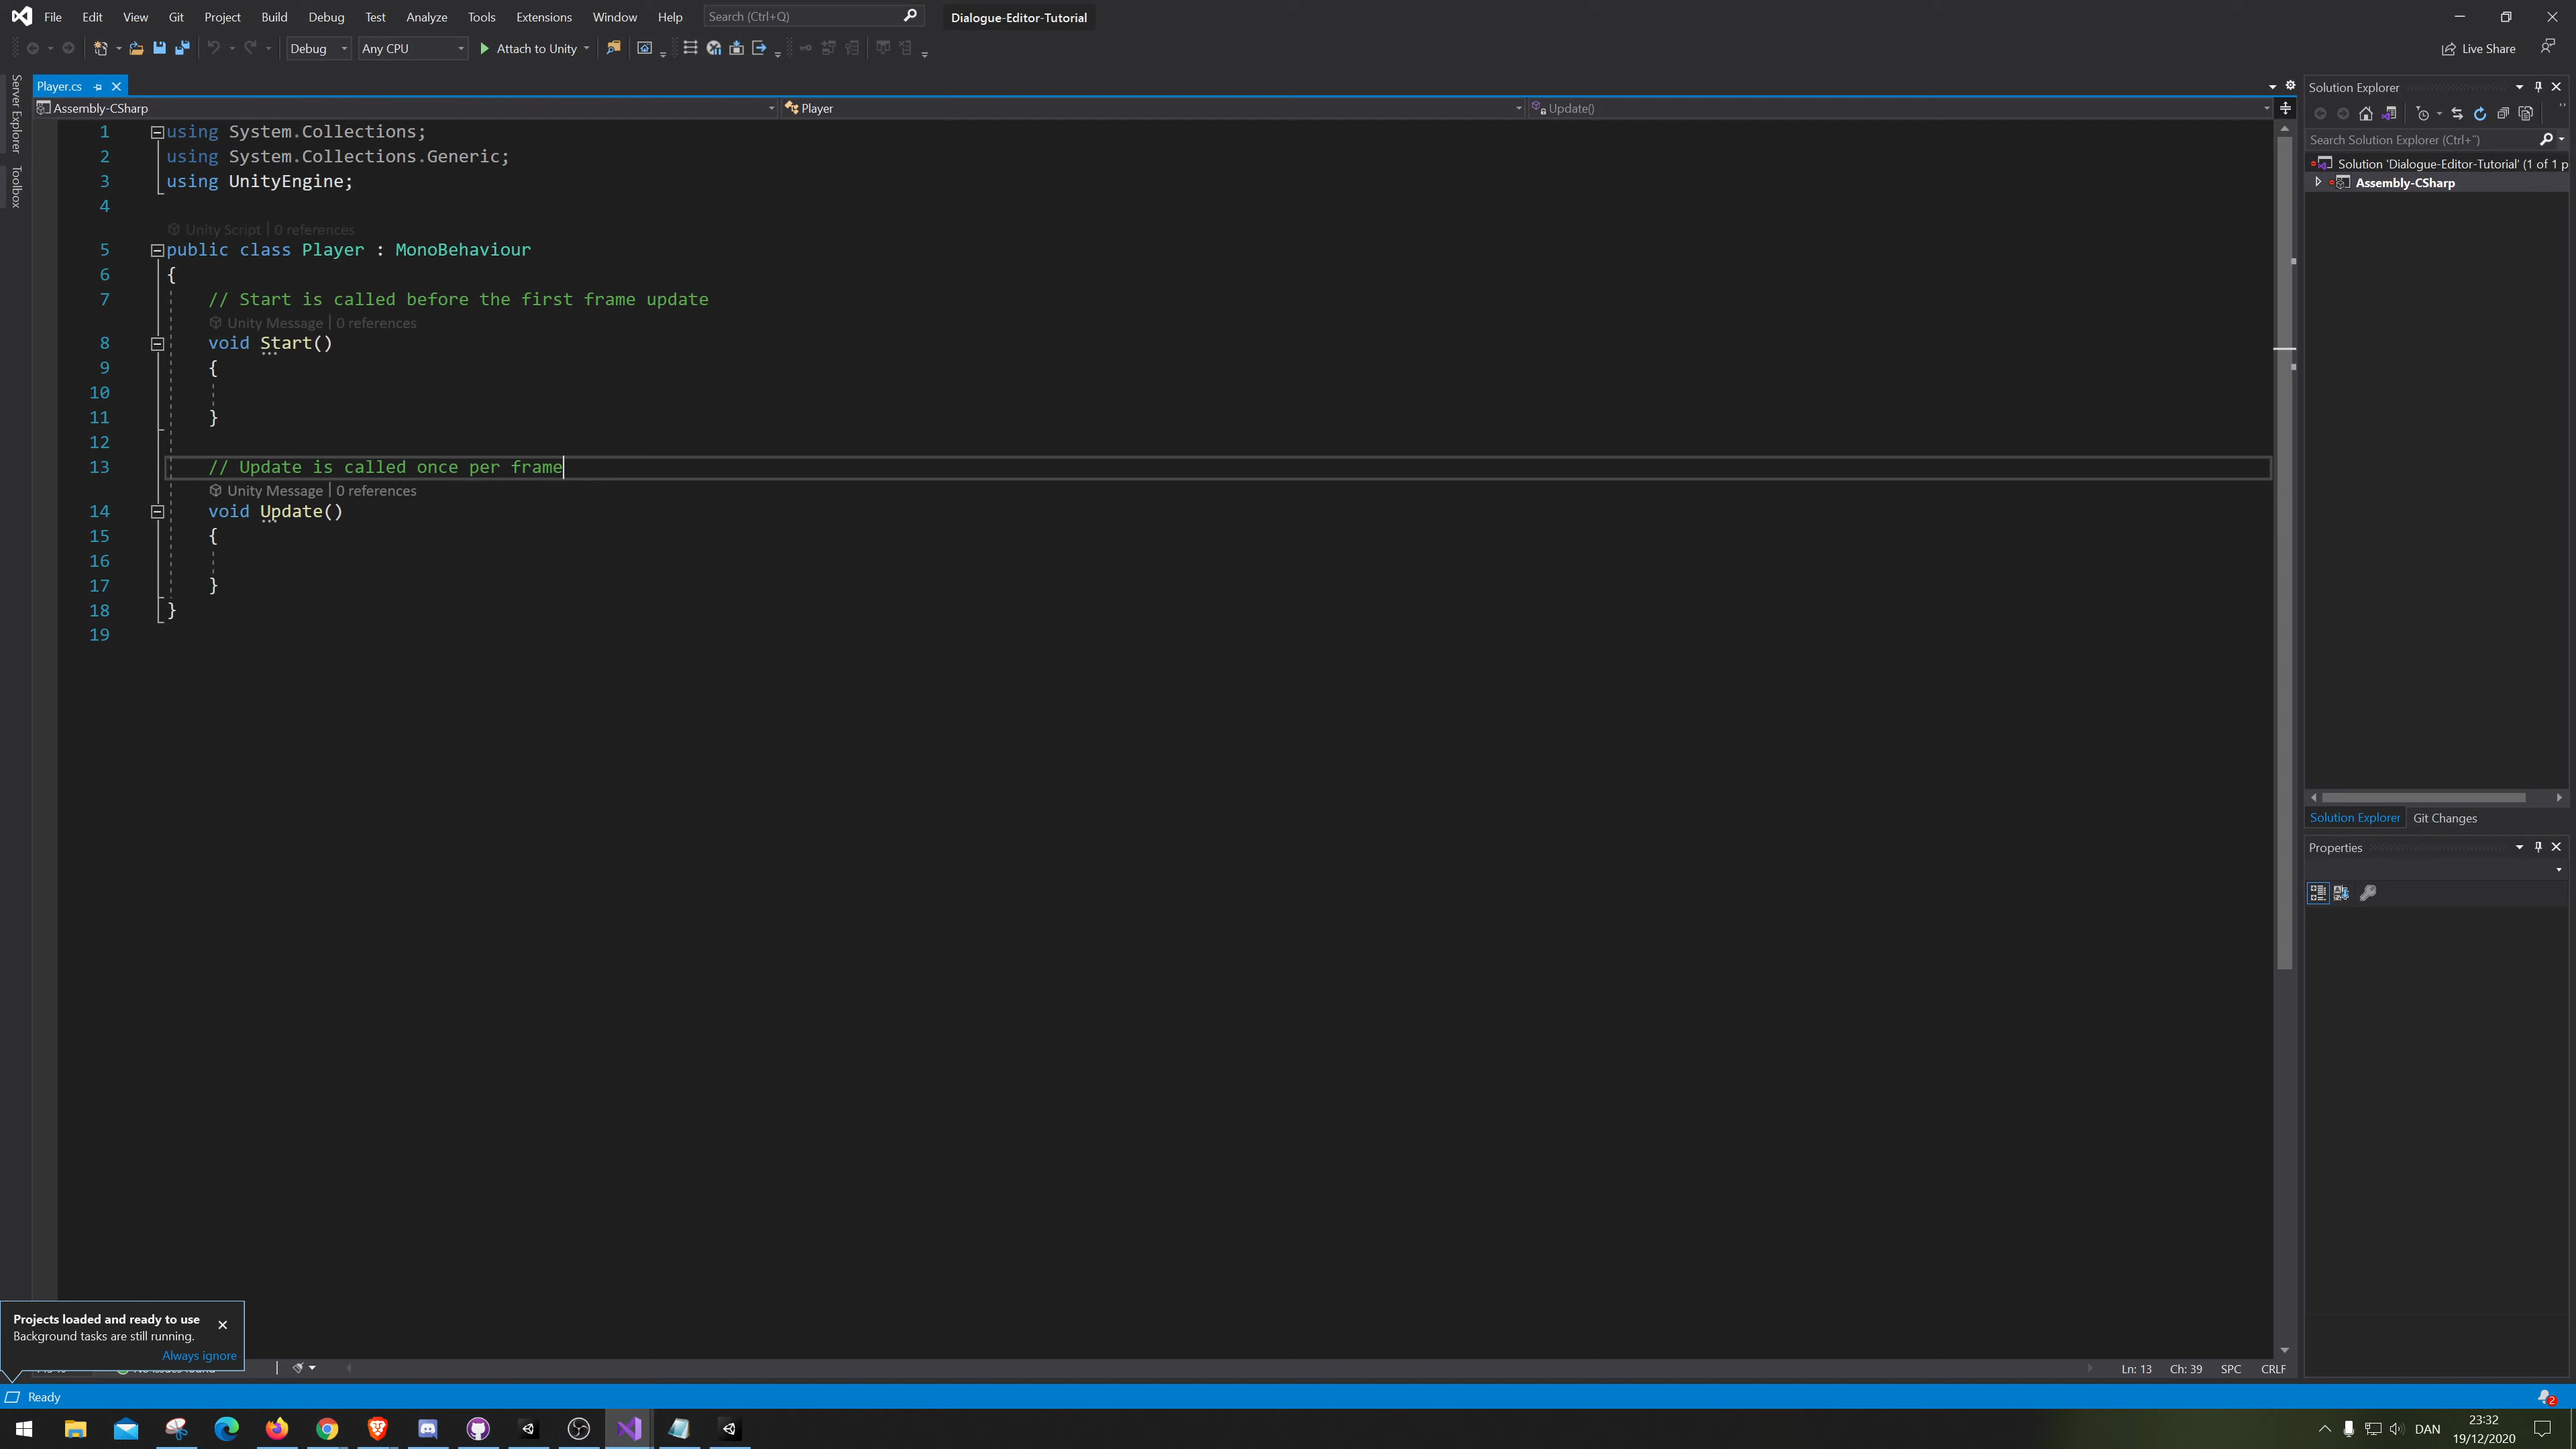 File Edit View Git Project Build Debug Test Analyze Tools Extensions Window Help Search (Ctrl+Q) Dialogue-Editor-Tutorial
Debug Any CPU Attach to Unity Live Share
Server Explorer
Toolbox
Player.cs
Assembly-CSharp Player Update()
1 using System.Collections;
2 using System.Collections.Generic;
3 using UnityEngine;
4
Unity Script | 0 references
5 public class Player : MonoBehaviour
6 {
7 // Start is called before the first frame update
Unity Message | 0 references
8 void Start()
9 {
10
11 }
12
13 // Update is called once per frame
Unity Message | 0 references
14 void Update()
15 {
16
17 }
18 }
19
Solution Explorer
Search Solution Explorer (Ctrl+¨)
Solution 'Dialogue-Editor-Tutorial' (1 of 1 p
Assembly-CSharp
Solution Explorer Git Changes
Properties
Projects loaded and ready to use
Background tasks are still running.
Always ignore
Ln: 13 Ch: 39 SPC CRLF
Ready 2
DAN 23:32
19/12/2020